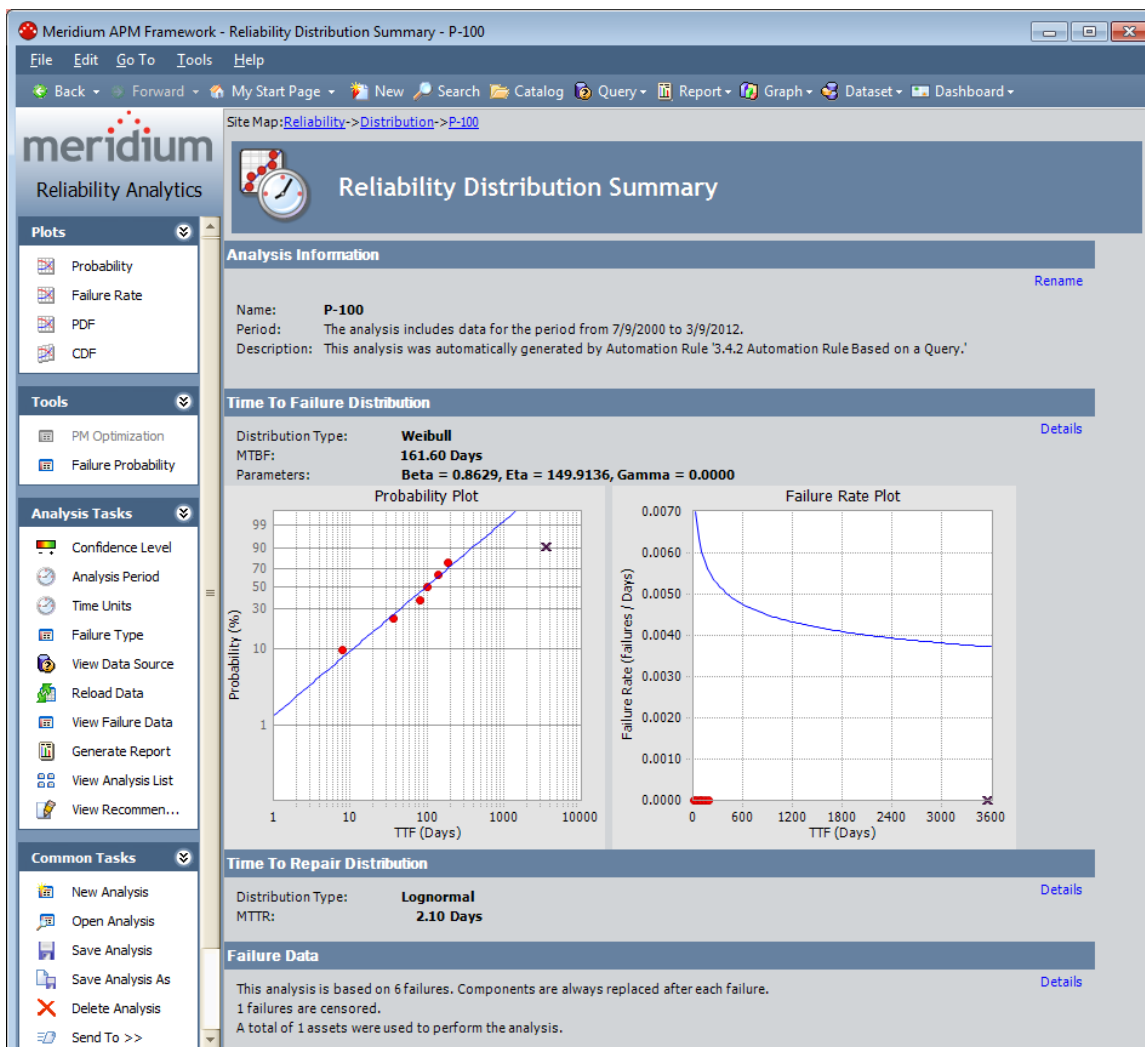 Meridium APM Framework - Reliability Distribution Summary - P-100
File Edit Go To Tools Help
Back Forward My Start Page New Search Catalog Query Report Graph Dataset Dashboard
meridium
Reliability Analytics
Plots
Probability
Failure Rate
PDF
CDF
Tools
PM Optimization
Failure Probability
Analysis Tasks
Confidence Level
Analysis Period
Time Units
Failure Type
View Data Source
Reload Data
View Failure Data
Generate Report
View Analysis List
View Recommen...
Common Tasks
New Analysis
Open Analysis
Save Analysis
Save Analysis As
Delete Analysis
Send To >>
Site Map:Reliability->Distribution->P-100
Reliability Distribution Summary
Analysis Information
Rename
Name: P-100
Period: The analysis includes data for the period from 7/9/2000 to 3/9/2012.
Description: This analysis was automatically generated by Automation Rule '3.4.2 Automation Rule Based on a Query.'
Time To Failure Distribution
Details
Distribution Type: Weibull
MTBF: 161.60 Days
Parameters: Beta = 0.8629, Eta = 149.9136, Gamma = 0.0000
Probability Plot
Probability (%)
99
90
70
50
30
10
1
1 10 100 1000 10000
TTF (Days)
Failure Rate Plot
Failure Rate (failures / Days)
0.0070
0.0060
0.0050
0.0040
0.0030
0.0020
0.0010
0.0000
0 600 1200 1800 2400 3000 3600
TTF (Days)
Time To Repair Distribution
Details
Distribution Type: Lognormal
MTTR: 2.10 Days
Failure Data
Details
This analysis is based on 6 failures. Components are always replaced after each failure.
1 failures are censored.
A total of 1 assets were used to perform the analysis.